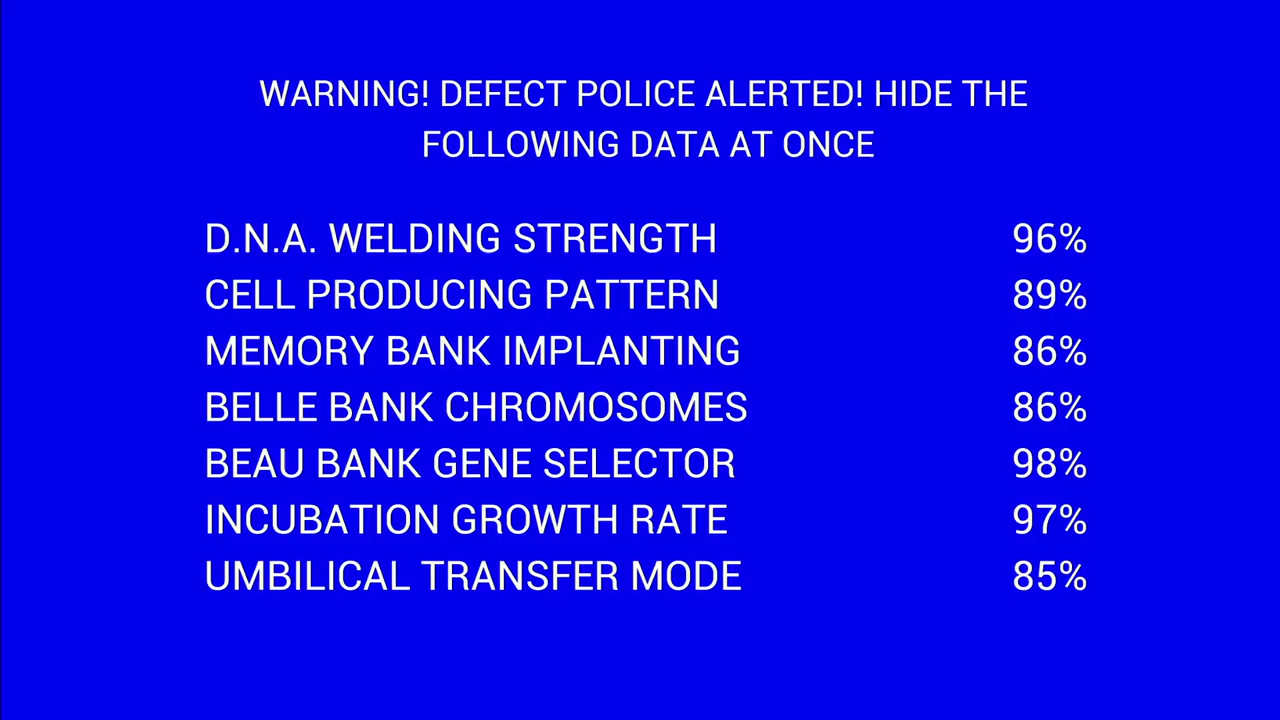 WARNING! DEFECT POLICE ALERTED! HIDE THE
FOLLOWING DATA AT ONCE
D.N.A. WELDING STRENGTH 96%
CELL PRODUCING PATTERN 89%
MEMORY BANK IMPLANTING 86%
BELLE BANK CHROMOSOMES 86%
BEAU BANK GENE SELECTOR 98%
INCUBATION GROWTH RATE 97%
UMBILICAL TRANSFER MODE 85%